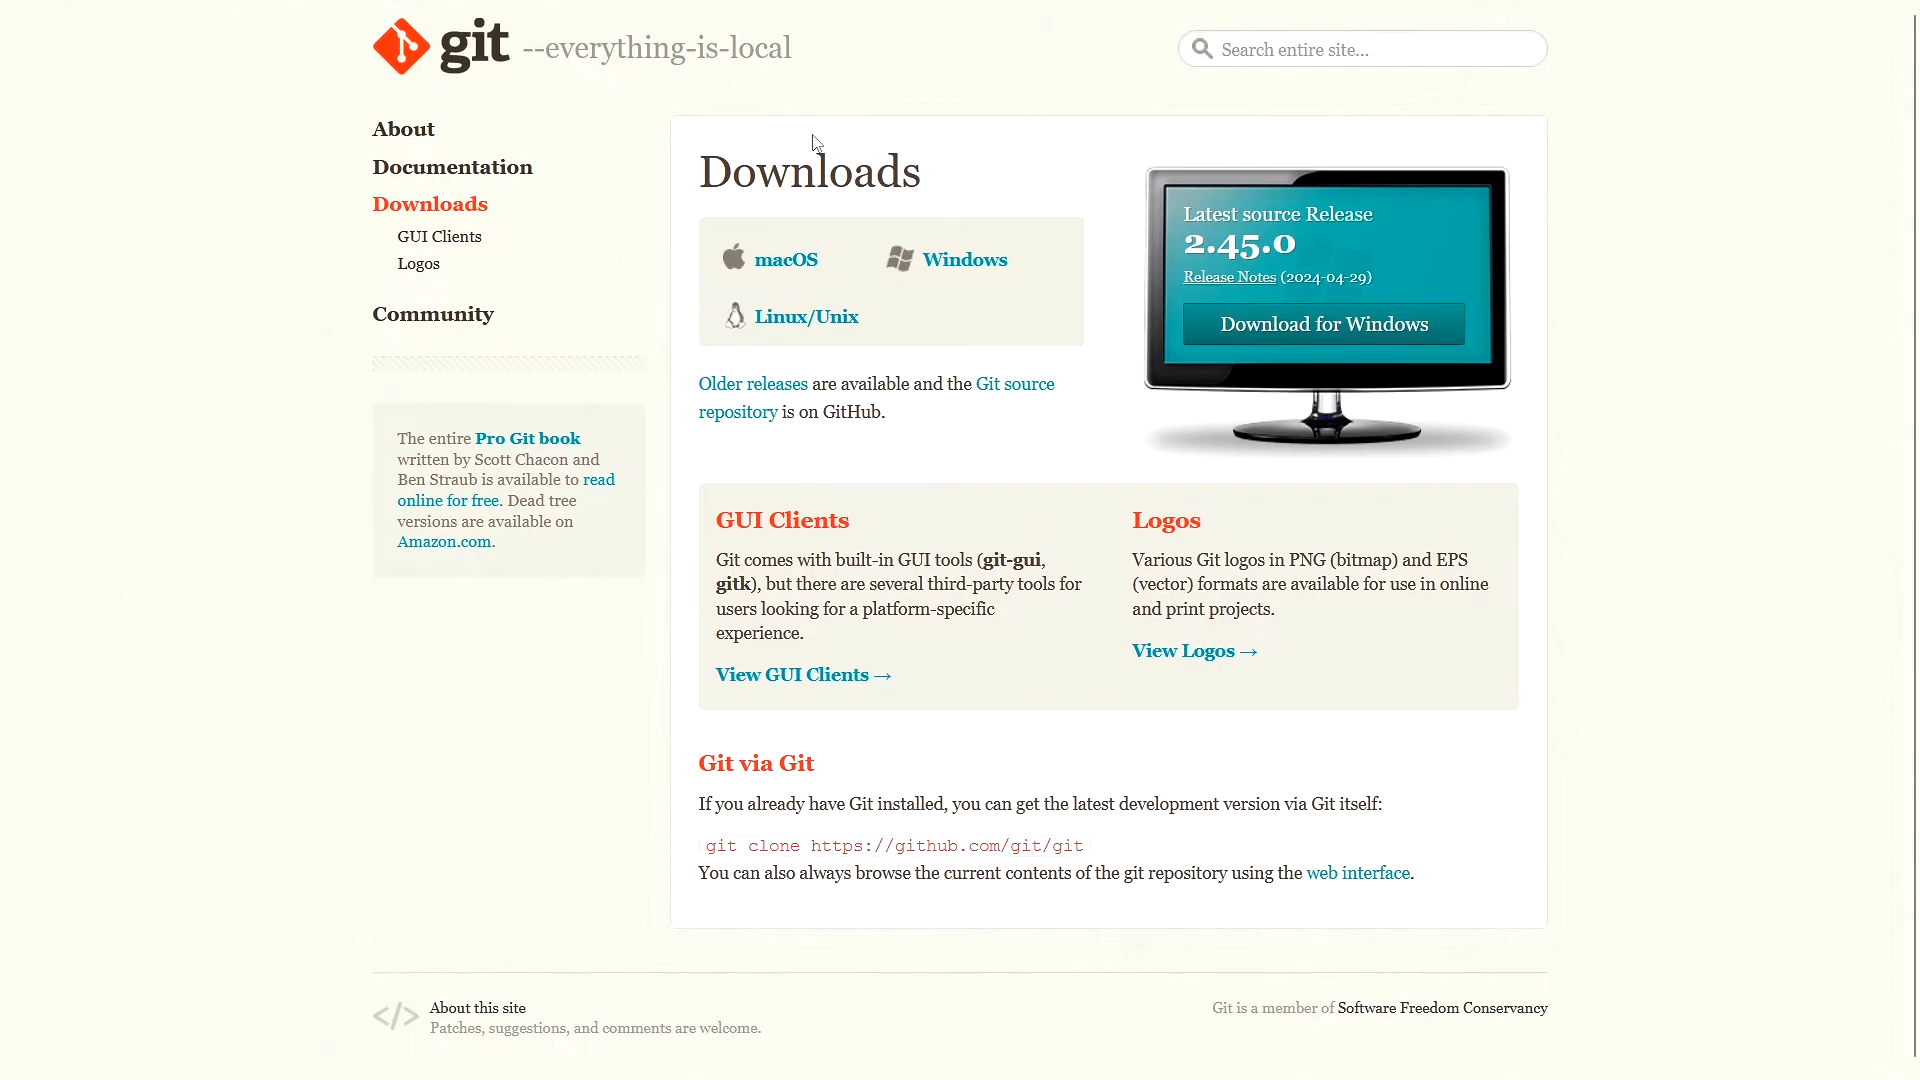 git --everything-is-local
Search entire site...
About
Documentation
Downloads
GUI Clients
Logos
Community
The entire Pro Git book
written by Scott Chacon and
Ben Straub is available to read
online for free. Dead tree
versions are available on
Amazon.com.
Downloads
macOS
Windows
Linux/Unix
Older releases are available and the Git source
repository is on GitHub.
Latest source Release
2.45.0
Release Notes (2024-04-29)
Download for Windows
GUI Clients
Git comes with built-in GUI tools (git-gui,
gitk), but there are several third-party tools for
users looking for a platform-specific
experience.
View GUI Clients →
Logos
Various Git logos in PNG (bitmap) and EPS
(vector) formats are available for use in online
and print projects.
View Logos →
Git via Git
If you already have Git installed, you can get the latest development version via Git itself:
git clone https://github.com/git/git
You can also always browse the current contents of the git repository using the web interface.
</>
About this site
Patches, suggestions, and comments are welcome.
Git is a member of Software Freedom Conservancy